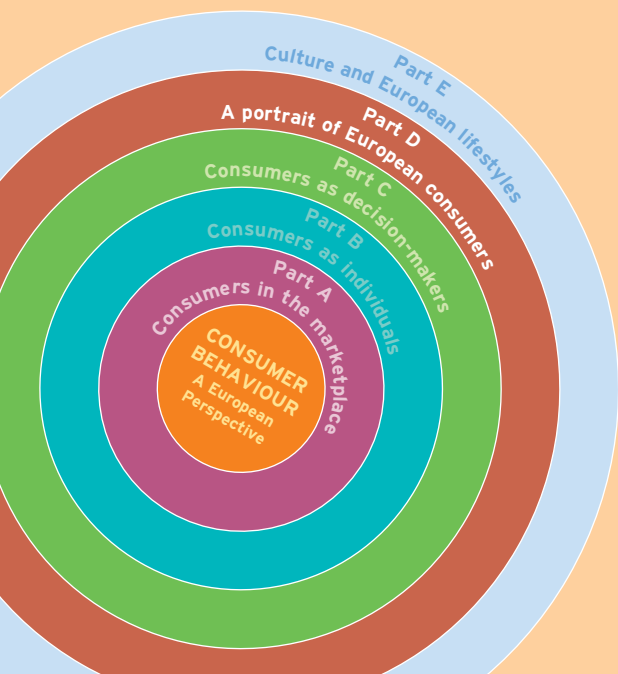 Part E
Culture and European lifestyles
Part D
A portrait of European consumers
Part C
Consumers as decision-makers
Part B
Consumers as individuals
Part A
Consumers in the marketplace
CONSUMER
BEHAVIOUR
A European
Perspective